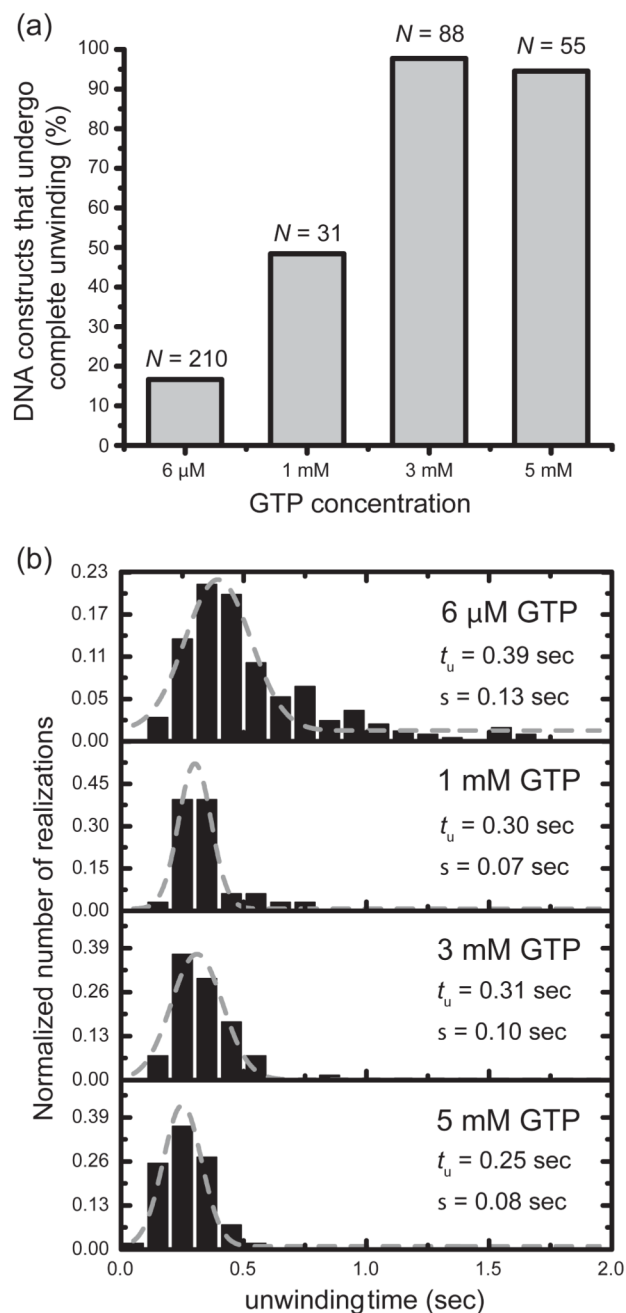 (a)
DNA constructs that undergo
complete unwinding (%)
100
90
80
70
60
50
40
30
20
10
0
N = 210
N = 31
N = 88
N = 55
6 μM
1 mM
3 mM
5 mM
GTP concentration
(b)
Normalized number of realizations
0.23
0.17
0.11
0.05
0.00
6 μM GTP
tu = 0.39 sec
s = 0.13 sec
0.45
0.30
0.15
0.00
1 mM GTP
tu = 0.30 sec
s = 0.07 sec
0.39
0.26
0.13
0.00
3 mM GTP
tu = 0.31 sec
s = 0.10 sec
0.39
0.26
0.13
0.00
5 mM GTP
tu = 0.25 sec
s = 0.08 sec
0.0
0.5
1.0
1.5
2.0
unwinding time (sec)